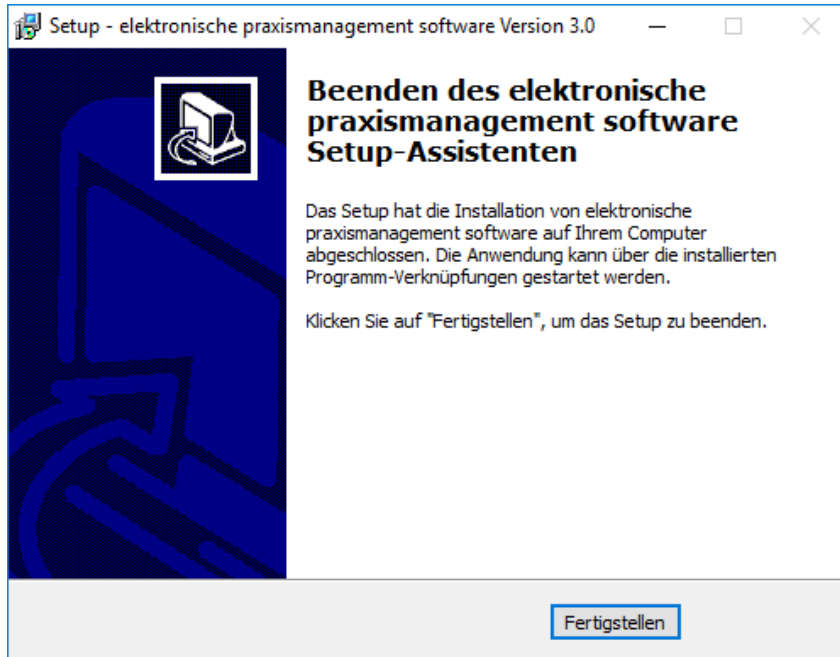 Setup - elektronische praxismanagement software Version 3.0
Beenden des elektronische
praxismanagement software
Setup-Assistenten
Das Setup hat die Installation von elektronische
praxismanagement software auf Ihrem Computer
abgeschlossen. Die Anwendung kann über die installierten
Programm-Verknüpfungen gestartet werden.
Klicken Sie auf "Fertigstellen", um das Setup zu beenden.
Fertigstellen